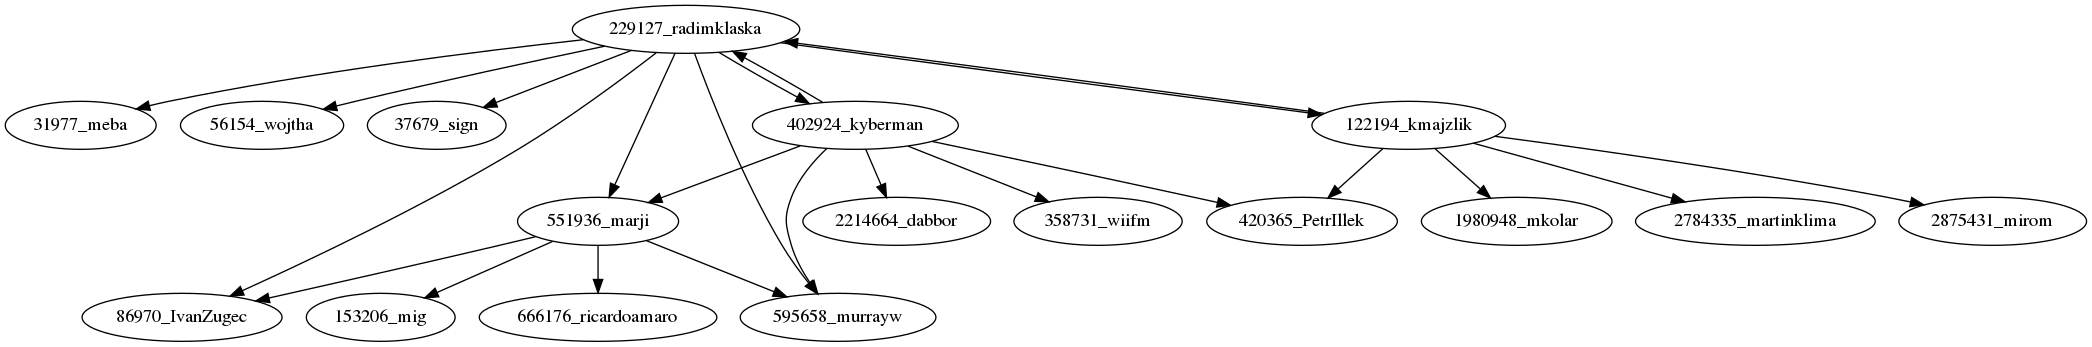 229127_radimklaska
31977_meba
56154_wojtha
37679_sign
402924_kyberman
122194_kmajzlik
551936_marji
2214664_dabbor
358731_wiifm
420365_PetrIllek
1980948_mkolar
2784335_martinklima
2875431_mirom
86970_IvanZugec
153206_mig
666176_ricardoamaro
595658_murrayw